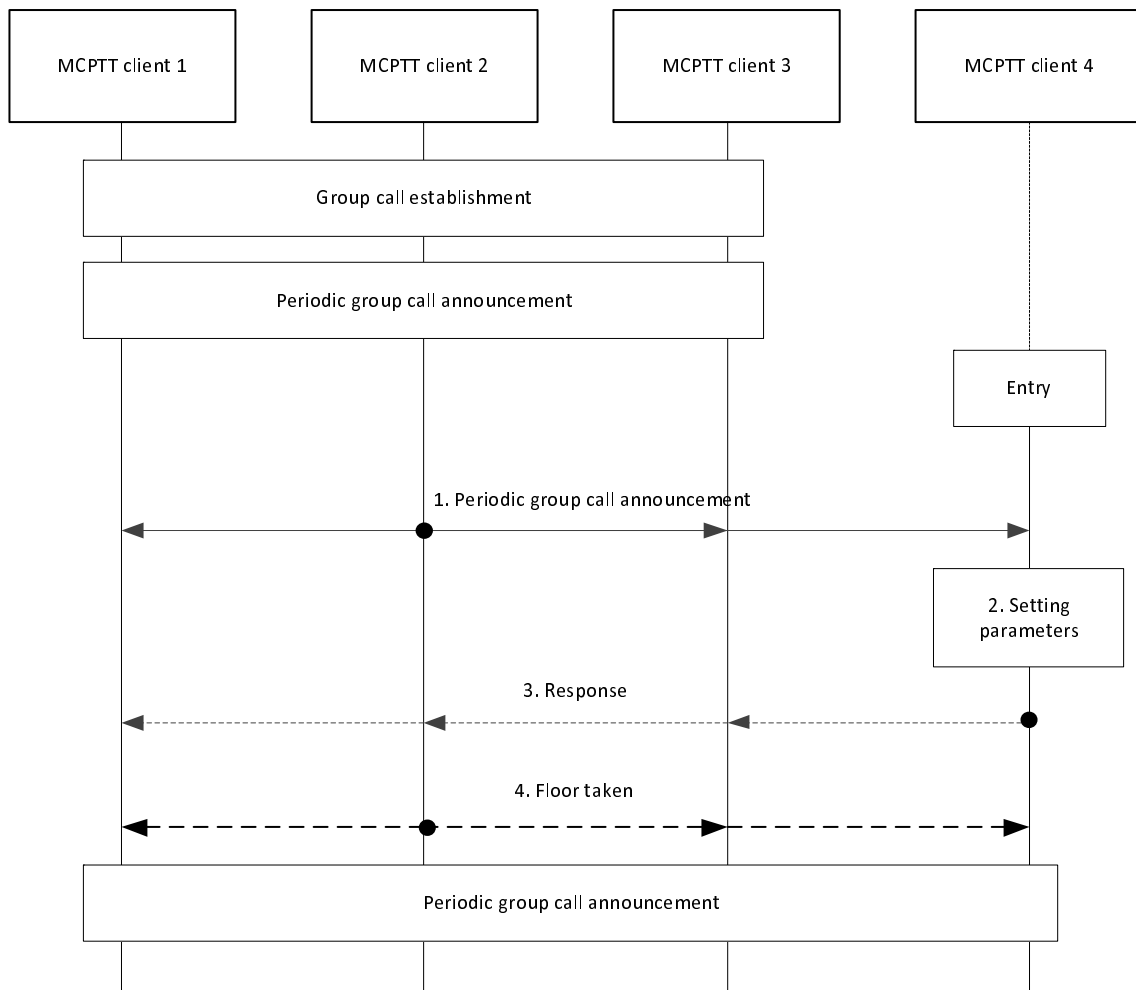 MCPTT client 1
MCPTT client 2
MCPTT client 3
MCPTT client 4
Group call establishment
Periodic group call announcement
Entry
1. Periodic group call announcement
2. Setting
parameters
3. Response
4. Floor taken
Periodic group call announcement